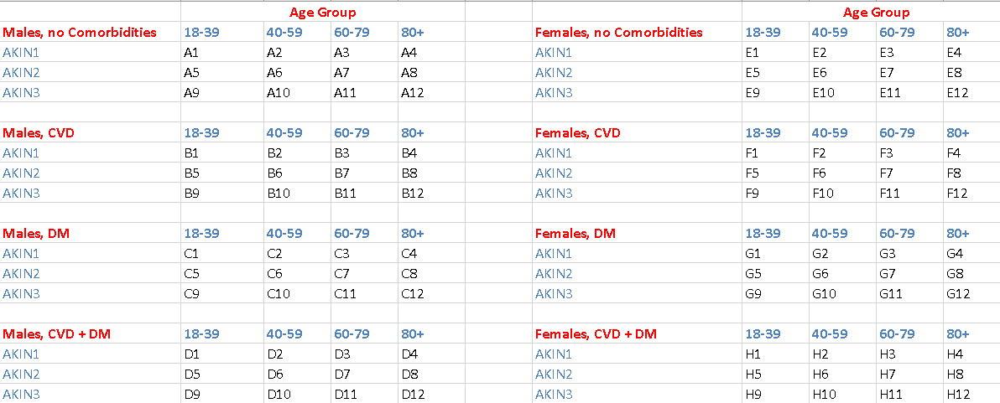 Age Group Age Group
Males, no Comorbidities 18-39 40-59 60-79 80+ Females, no Comorbidities 18-39 40-59 60-79 80+
AKIN1 A1 A2 A3 A4 AKIN1 E1 E2 E3 E4
AKIN2 A5 A6 A7 A8 AKIN2 E5 E6 E7 E8
AKIN3 A9 A10 A11 A12 AKIN3 E9 E10 E11 E12
Males, CVD 18-39 40-59 60-79 80+ Females, CVD 18-39 40-59 60-79 80+
AKIN1 B1 B2 B3 B4 AKIN1 F1 F2 F3 F4
AKIN2 B5 B6 B7 B8 AKIN2 F5 F6 F7 F8
AKIN3 B9 B10 B11 B12 AKIN3 F9 F10 F11 F12
Males, DM 18-39 40-59 60-79 80+ Females, DM 18-39 40-59 60-79 80+
AKIN1 C1 C2 C3 C4 AKIN1 G1 G2 G3 G4
AKIN2 C5 C6 C7 C8 AKIN2 G5 G6 G7 G8
AKIN3 C9 C10 C11 C12 AKIN3 G9 G10 G11 G12
Males, CVD + DM 18-39 40-59 60-79 80+ Females, CVD + DM 18-39 40-59 60-79 80+
AKIN1 D1 D2 D3 D4 AKIN1 H1 H2 H3 H4
AKIN2 D5 D6 D7 D8 AKIN2 H5 H6 H7 H8
AKIN3 D9 D10 D11 D12 AKIN3 H9 H10 H11 H12